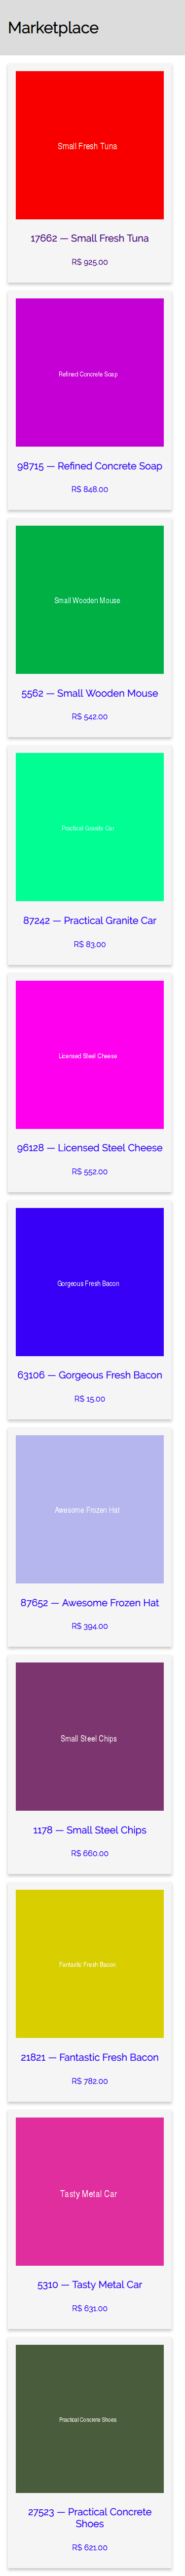 Marketplace
Small Fresh Tuna
17662 — Small Fresh Tuna
R$ 925.00
Refined Concrete Soap
98715 — Refined Concrete Soap
R$ 848.00
Small Wooden Mouse
5562 — Small Wooden Mouse
R$ 542.00
Practical Granite Car
87242 — Practical Granite Car
R$ 83.00
Licensed Steel Cheese
96128 — Licensed Steel Cheese
R$ 552.00
Gorgeous Fresh Bacon
63106 — Gorgeous Fresh Bacon
R$ 15.00
Awesome Frozen Hat
87652 — Awesome Frozen Hat
R$ 394.00
Small Steel Chips
1178 — Small Steel Chips
R$ 660.00
Fantastic Fresh Bacon
21821 — Fantastic Fresh Bacon
R$ 782.00
Tasty Metal Car
5310 — Tasty Metal Car
R$ 631.00
Practical Concrete Shoes
27523 — Practical Concrete
Shoes
R$ 621.00